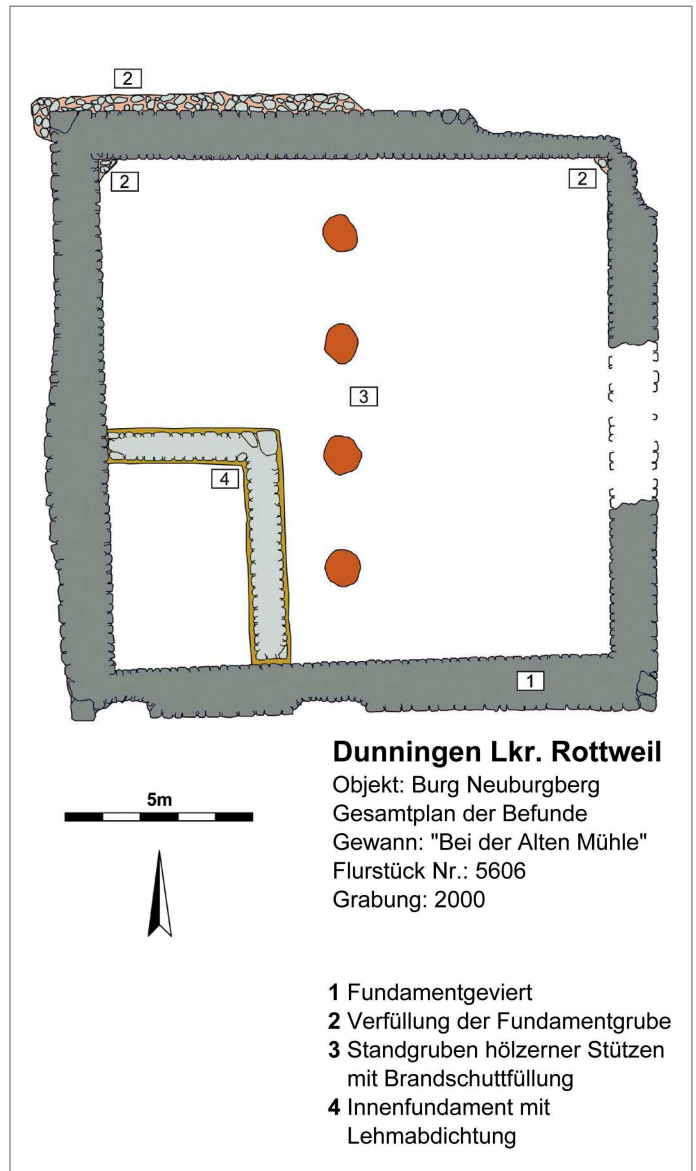 2
2
2
3
4
1
Dunningen Lkr. Rottweil
Objekt: Burg Neuburgberg
Gesamtplan der Befunde
Gewann: "Bei der Alten Mühle"
Flurstück Nr.: 5606
Grabung: 2000
5m
1 Fundamentgeviert
2 Verfüllung der Fundamentgrube
3 Standgruben hölzerner Stützen
mit Brandschuttfüllung
4 Innenfundament mit
Lehmabdichtung